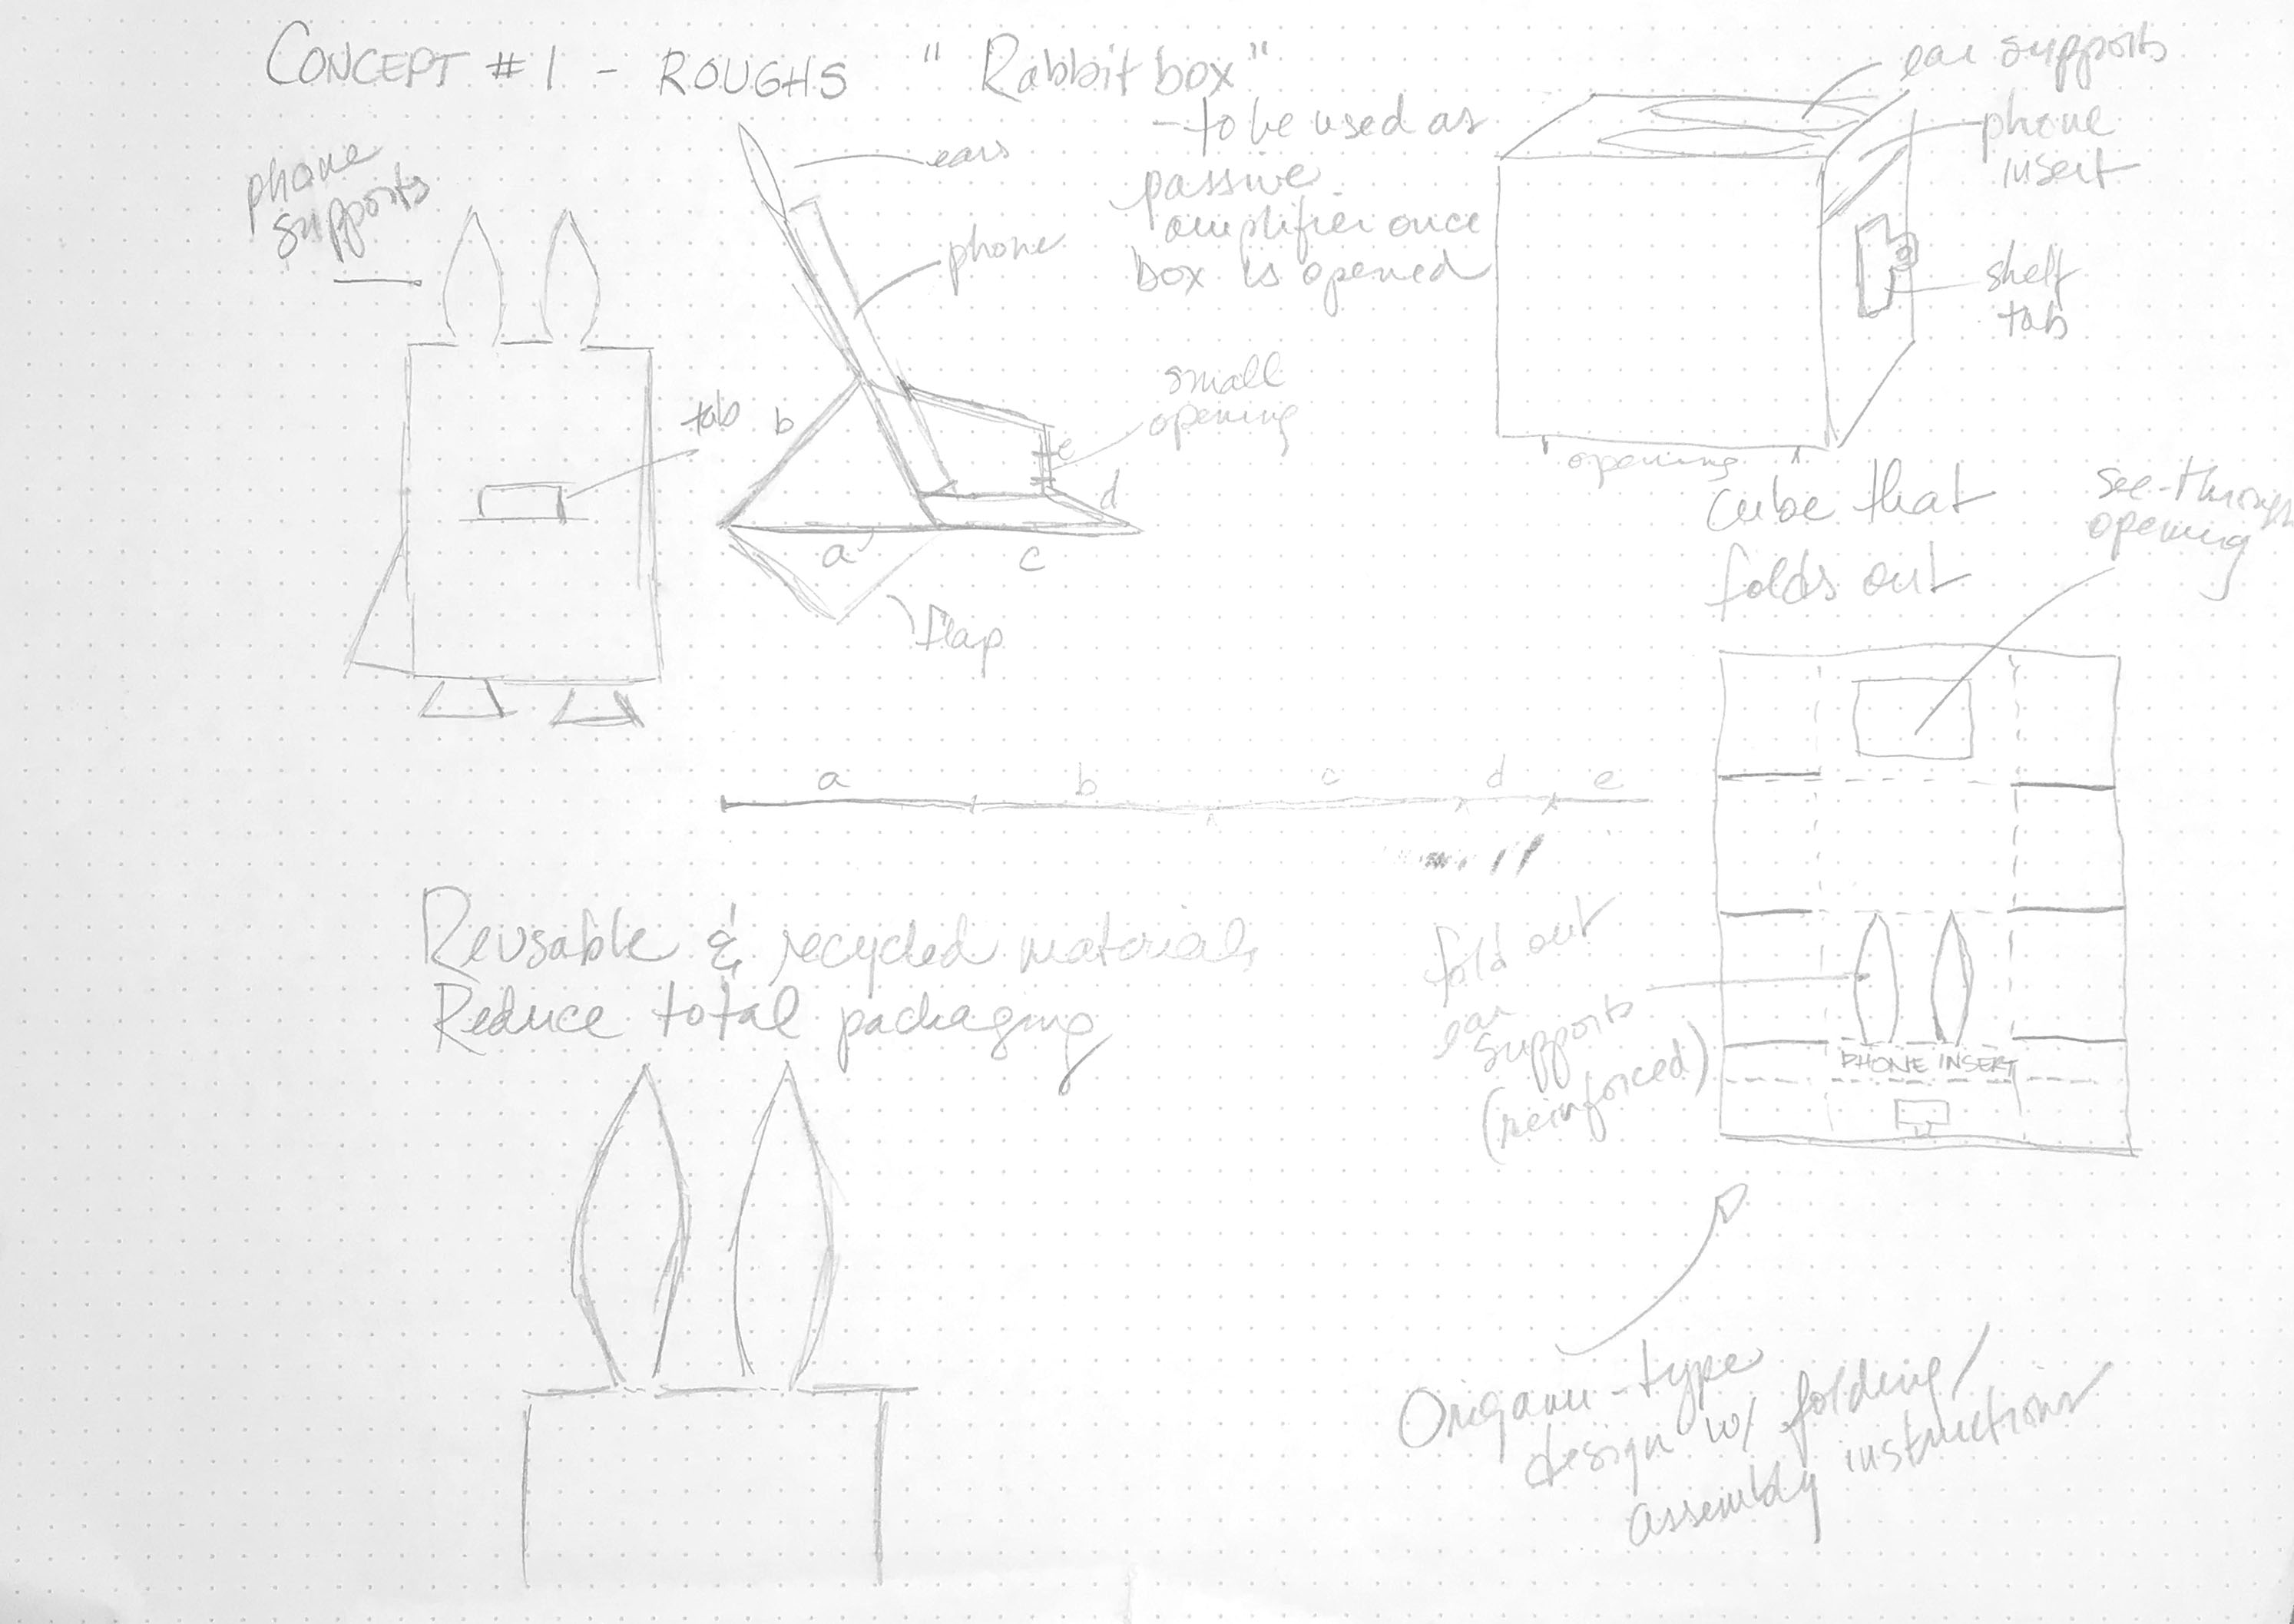 CONCEPT #1 - ROUGHS "Rabbit box"
- to be used as
passive
amplifier once
box is opened
phone
supports
tab
ears
phone
small
opening
b
e
d
a
c
flap
ear supports
phone
insert
shelf
tab
opening
cube that
folds out
see-through
opening
a b c d e
Reusable & recycled materials
Reduce total packaging
fold out
ear
supports
(reinforced)
PHONE INSERT
Origami-type
design w/ folding/
assembly instructions